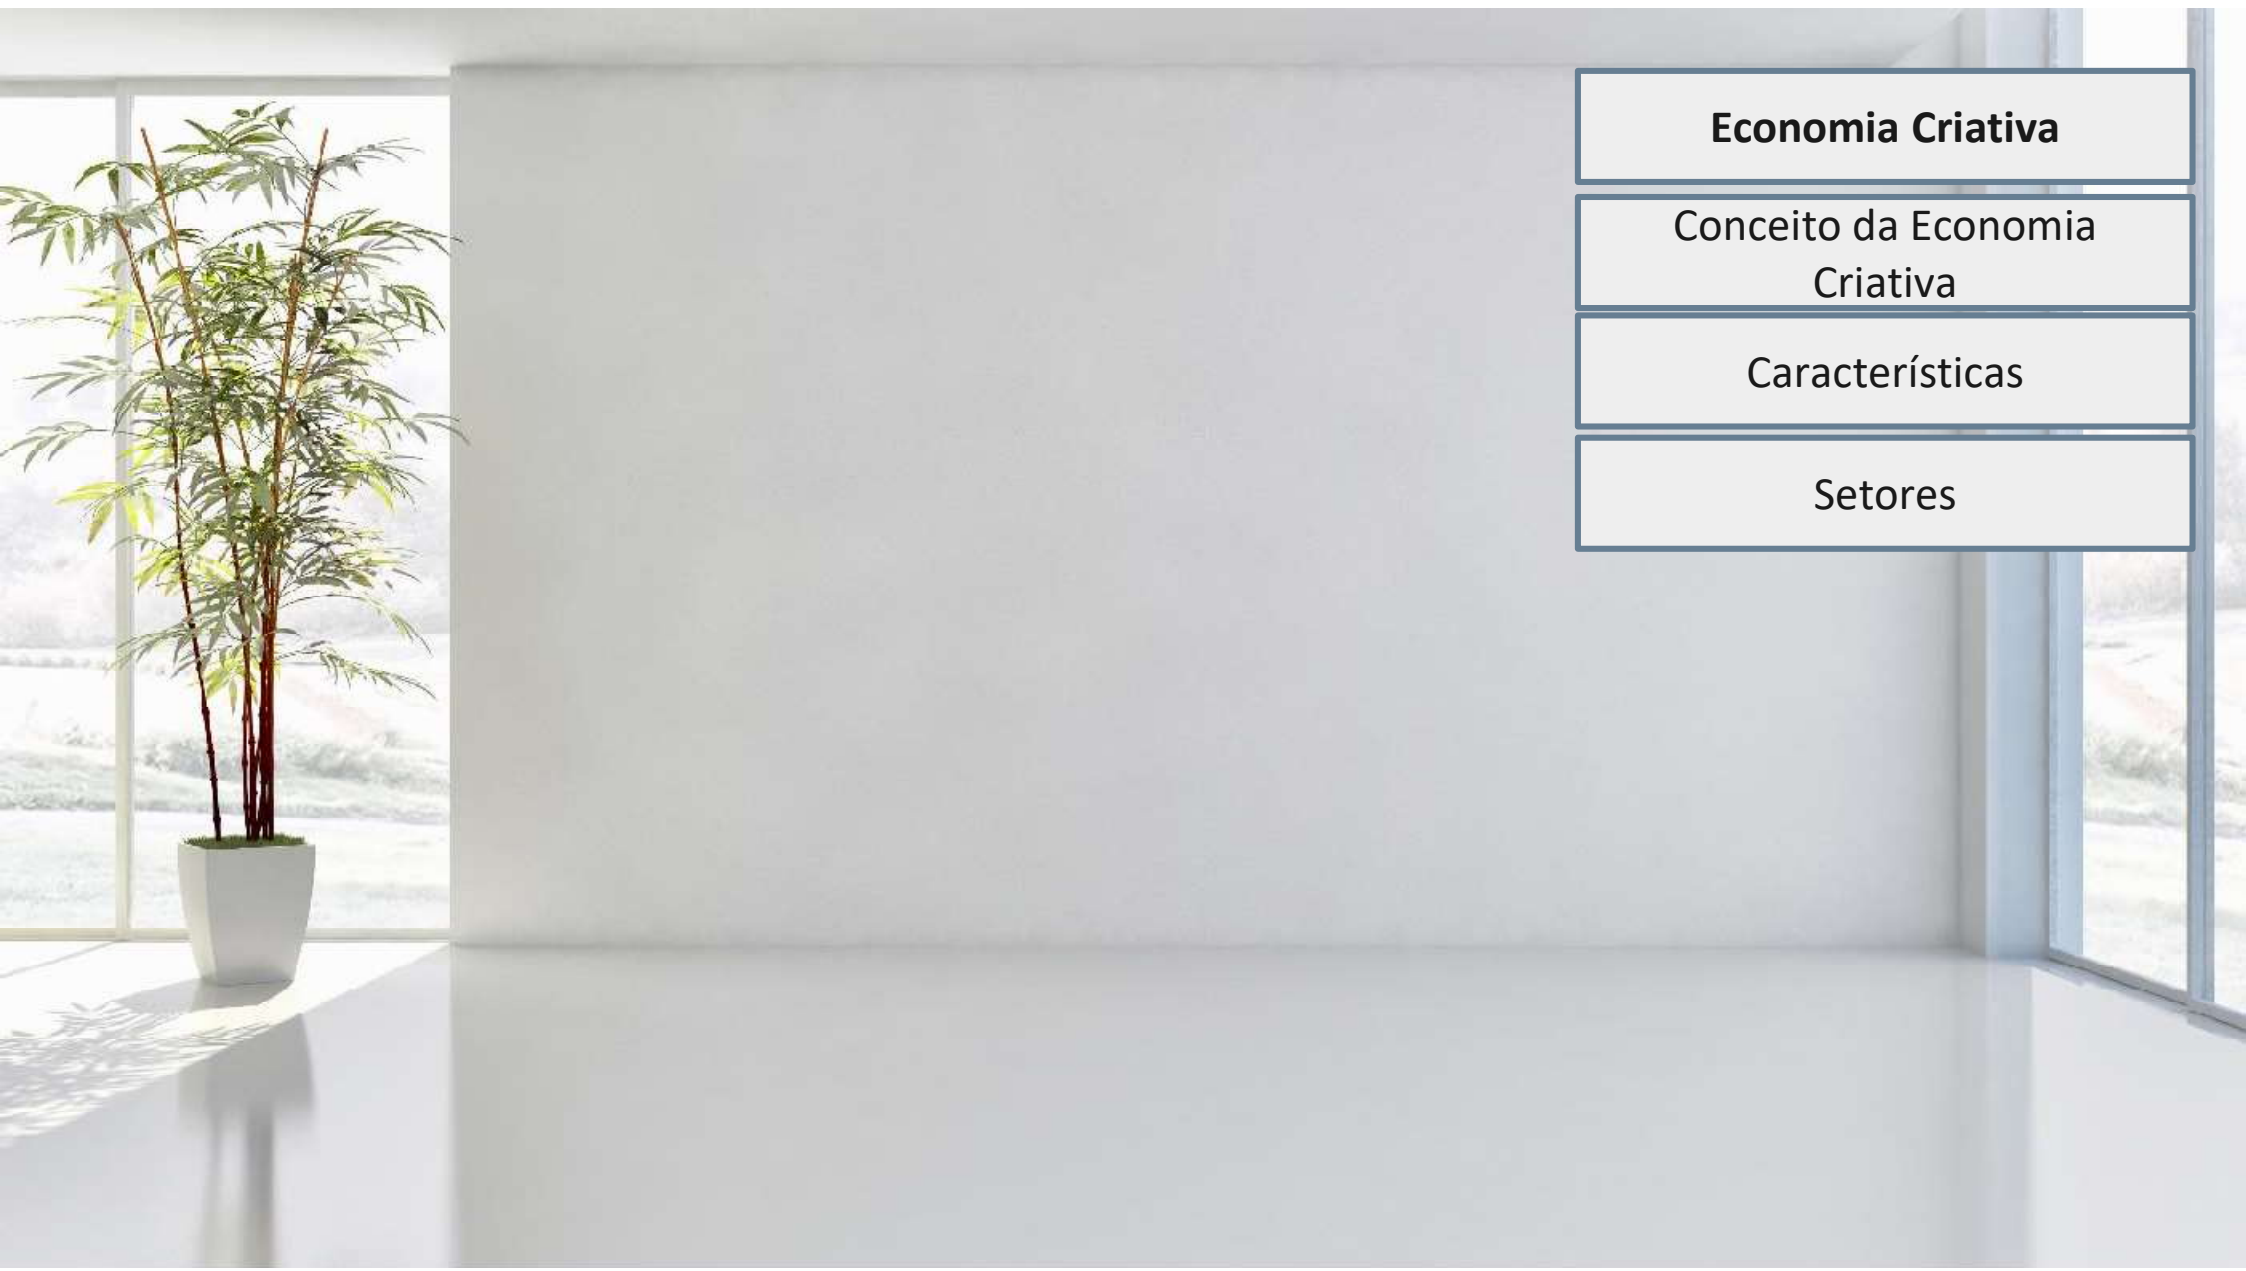 Economia Criativa
Conceito da Economia
Criativa
Características
Setores